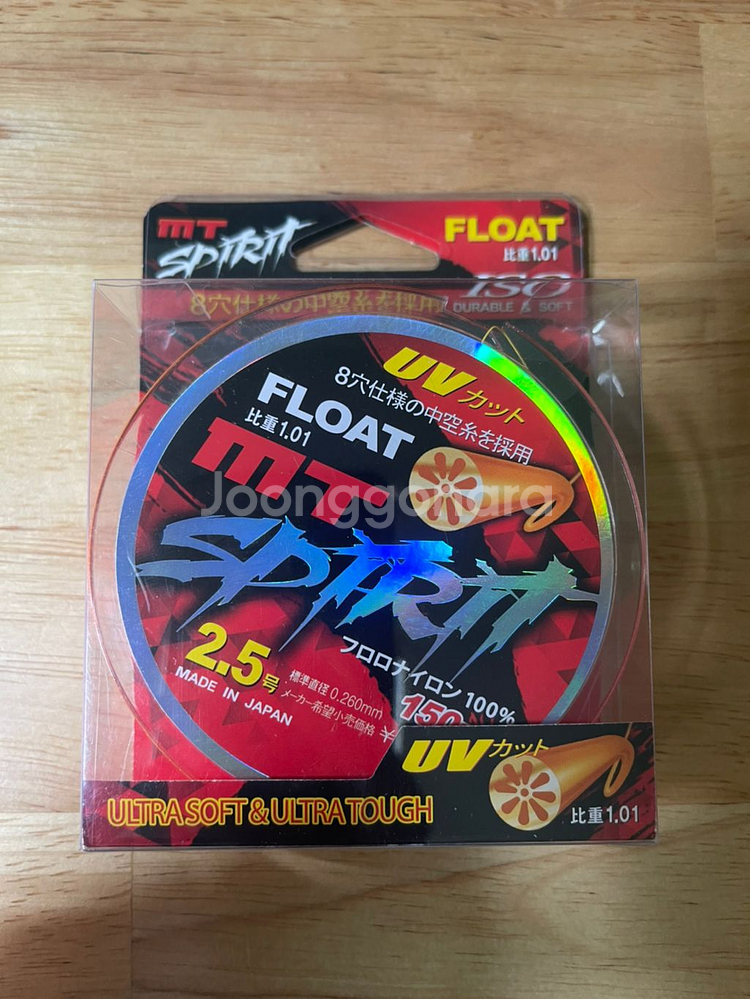 MT
SPIRIT
FLOAT
比重1.01
ISO
DURABLE & SOFT
8穴仕様の中空糸を採用
UVカット
8穴仕様の中空糸を採用
FLOAT
比重1.01
MT
Joonggonara
SPIRIT
2.5号
標準直径0.260mm
メーカー希望小売価格
MADE IN JAPAN
フロロナイロン100%
150
UVカット
比重1.01
ULTRA SOFT & ULTRA TOUGH